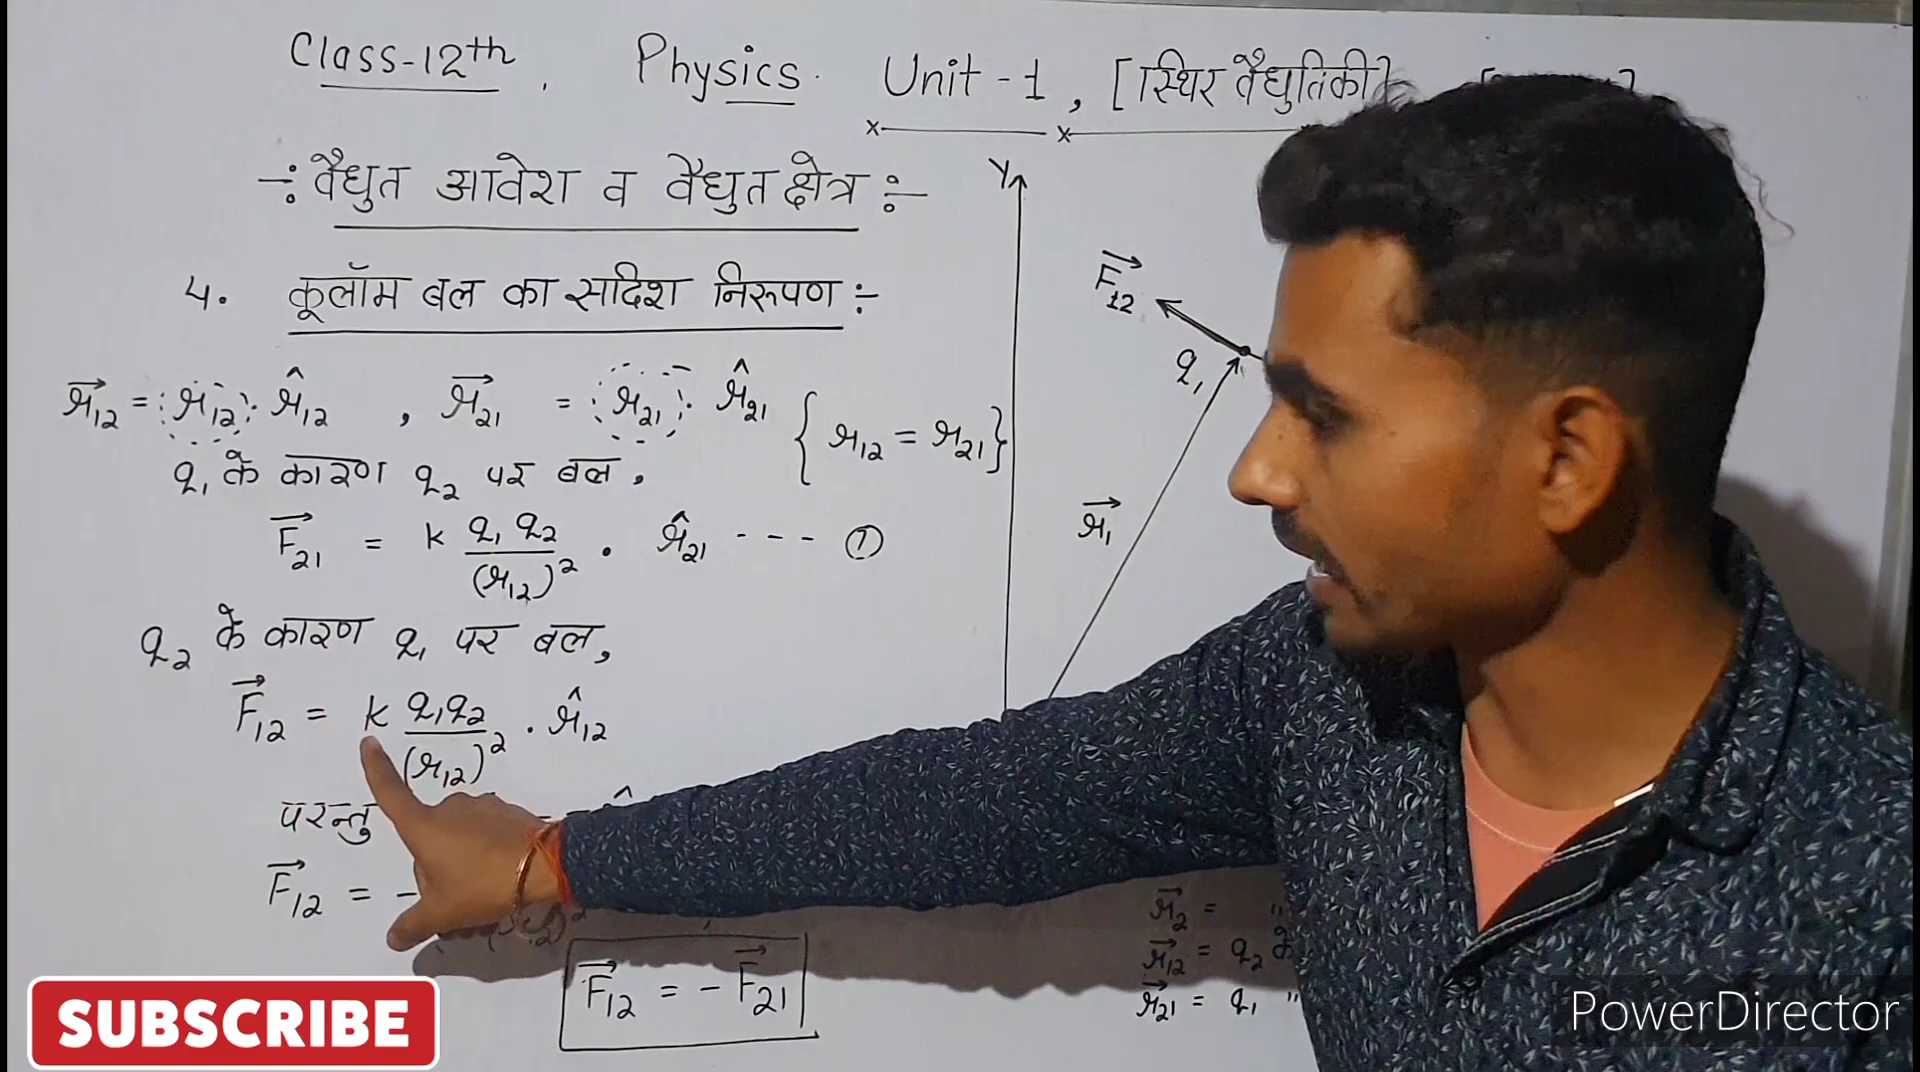 Class-12th, Physics. Unit-1, [स्थिर वैधुतिकी]
-: वैधुत आवेश व वैधुत क्षेत्र :-
4. कूलॉम बल का सदिश निरूपण :-
r⃗₁₂ = r₁₂ · r̂₁₂ , r⃗₂₁ = r₂₁ · r̂₂₁ { r₁₂ = r₂₁ }
q₁ के कारण q₂ पर बल,
F⃗₂₁ = k q₁ q₂ / (r₁₂)² · r̂₂₁ --- ①
q₂ के कारण q₁ पर बल,
F⃗₁₂ = k q₁q₂ / (r₁₂)² · r̂₁₂
परन्तु
F⃗₁₂ = -
F⃗₁₂ = - F⃗₂₁
Y
F⃗₁₂
q₁
r⃗₁
r⃗₂ = "
r⃗₁₂ = q₂ के
r⃗₂₁ = q₁ "
SUBSCRIBE
PowerDirector